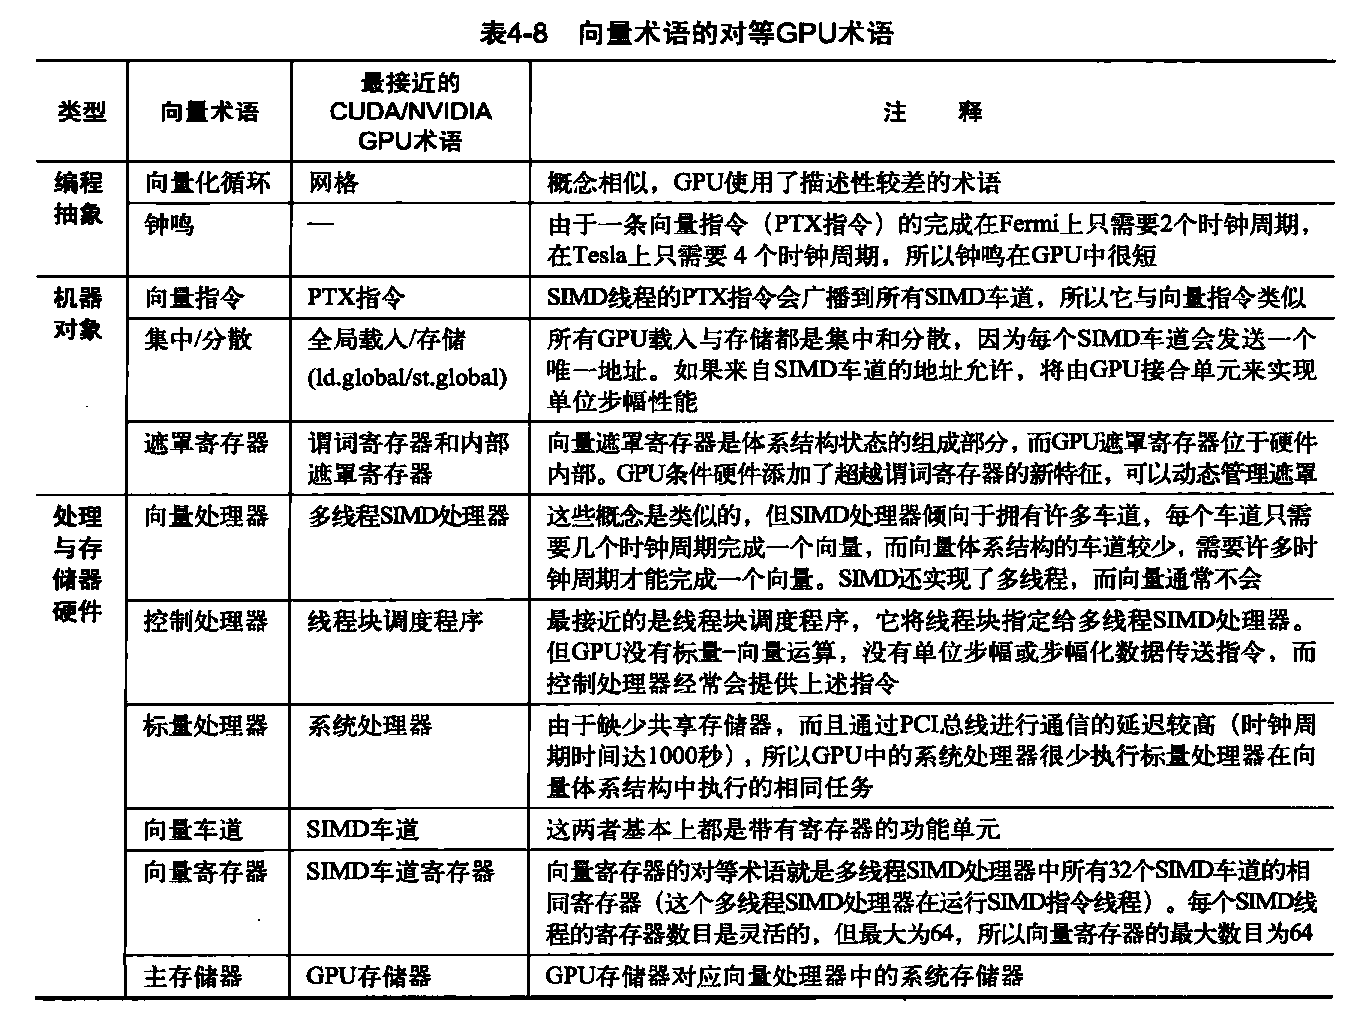 表4-8 向量术语的对等GPU术语
类型 向量术语 最接近的
CUDA/NVIDIA
GPU术语 注 释
编程
抽象
向量化循环 网格 概念相似，GPU使用了描述性较差的术语
钟鸣 — 由于一条向量指令（PTX指令）的完成在Fermi上只需要2个时钟周期，
在Tesla上只需要 4 个时钟周期，所以钟鸣在GPU中很短
机器
对象
向量指令 PTX指令 SIMD线程的PTX指令会广播到所有SIMD车道，所以它与向量指令类似
集中/分散 全局载入/存储
(ld.global/st.global)
所有GPU载入与存储都是集中和分散，因为每个SIMD车道会发送一个
唯一地址。如果来自SIMD车道的地址允许，将由GPU接合单元来实现
单位步幅性能
遮罩寄存器 谓词寄存器和内部
遮罩寄存器
向量遮罩寄存器是体系结构状态的组成部分，而GPU遮罩寄存器位于硬件
内部。GPU条件硬件添加了超越谓词寄存器的新特征，可以动态管理遮罩
处理
与存
储器
硬件
向量处理器 多线程SIMD处理器 这些概念是类似的，但SIMD处理器倾向于拥有许多车道，每个车道只需
要几个时钟周期完成一个向量，而向量体系结构的车道较少，需要许多时
钟周期才能完成一个向量。SIMD还实现了多线程，而向量通常不会
控制处理器 线程块调度程序 最接近的是线程块调度程序，它将线程块指定给多线程SIMD处理器。
但GPU没有标量-向量运算，没有单位步幅或步幅化数据传送指令，而
控制处理器经常会提供上述指令
标量处理器 系统处理器 由于缺少共享存储器，而且通过PCI总线进行通信的延迟较高（时钟周
期时间达1000秒），所以GPU中的系统处理器很少执行标量处理器在向
量体系结构中执行的相同任务
向量车道 SIMD车道 这两者基本上都是带有寄存器的功能单元
向量寄存器 SIMD车道寄存器 向量寄存器的对等术语就是多线程SIMD处理器中所有32个SIMD车道的相
同寄存器（这个多线程SIMD处理器在运行SIMD指令线程）。每个SIMD线
程的寄存器数目是灵活的，但最大为64，所以向量寄存器的最大数目为64
主存储器 GPU存储器 GPU存储器对应向量处理器中的系统存储器